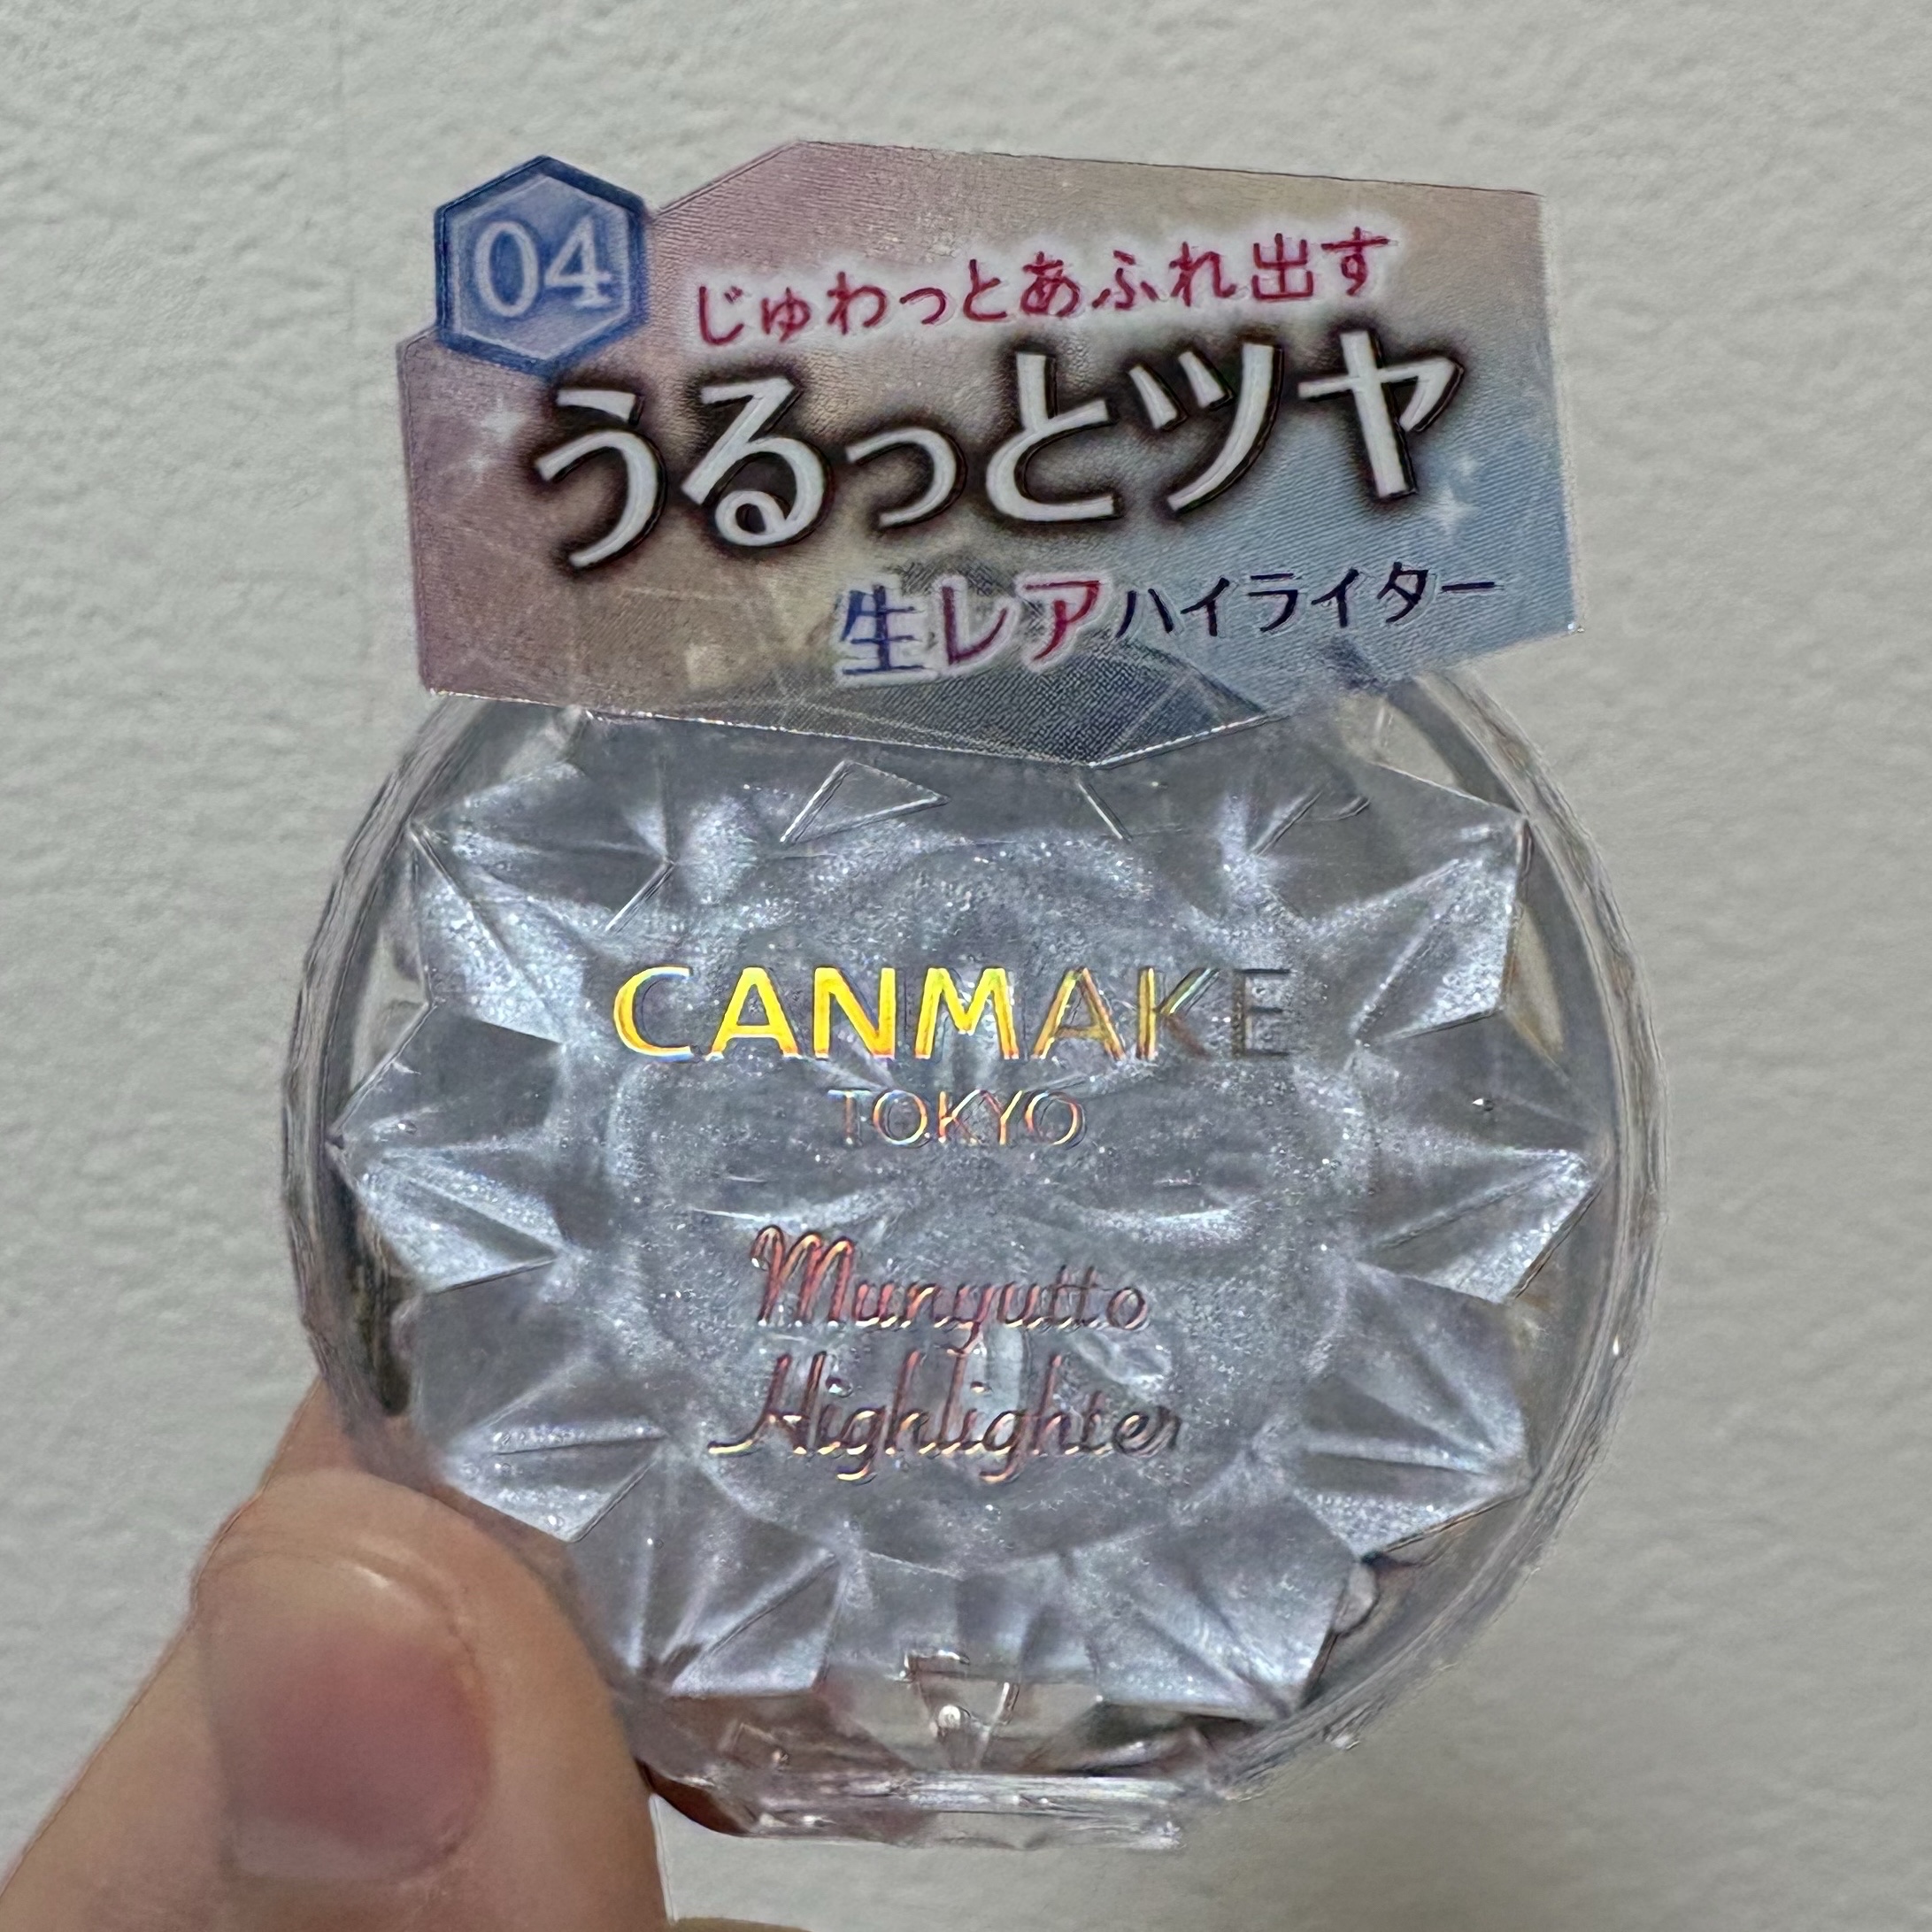 04
じゅわっとあふれ出す
うるっとツヤ
生レアハイライター
CANMAKE
TOKYO
Munyutto
Highlighter